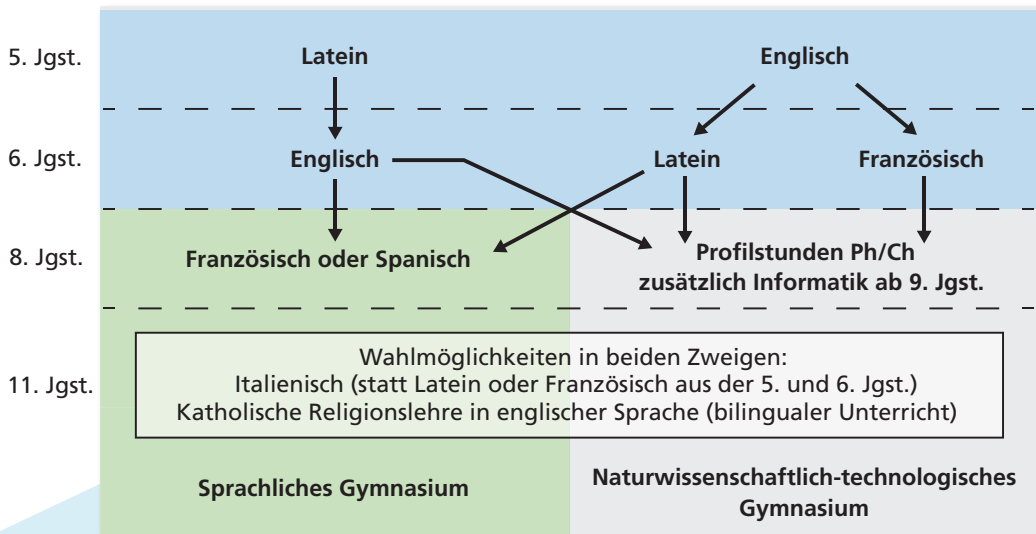 5. Jgst.
Latein
Englisch
6. Jgst.
Englisch
Latein
Französisch
8. Jgst.
Französisch oder Spanisch
Profilstunden Ph/Ch
zusätzlich Informatik ab 9. Jgst.
11. Jgst.
Wahlmöglichkeiten in beiden Zweigen:
Italienisch (statt Latein oder Französisch aus der 5. und 6. Jgst.)
Katholische Religionslehre in englischer Sprache (bilingualer Unterricht)
Sprachliches Gymnasium
Naturwissenschaftlich-technologisches
Gymnasium